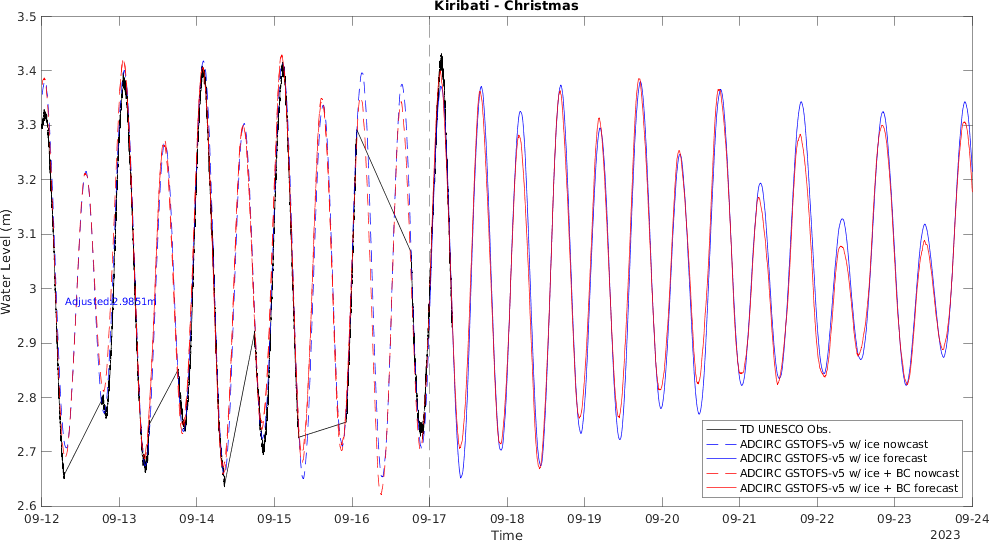 Kiribati - Christmas
3.5
3.4
3.3
3.2
3.1
3
2.9
2.8
2.7
2.6
Water Level (m)
Adjusted:2.9851m
TD UNESCO Obs.
ADCIRC GSTOFS-v5 w/ ice nowcast
ADCIRC GSTOFS-v5 w/ ice forecast
ADCIRC GSTOFS-v5 w/ ice + BC nowcast
ADCIRC GSTOFS-v5 w/ ice + BC forecast
09-12 09-13 09-14 09-15 09-16 09-17 09-18 09-19 09-20 09-21 09-22 09-23 09-24
Time
2023